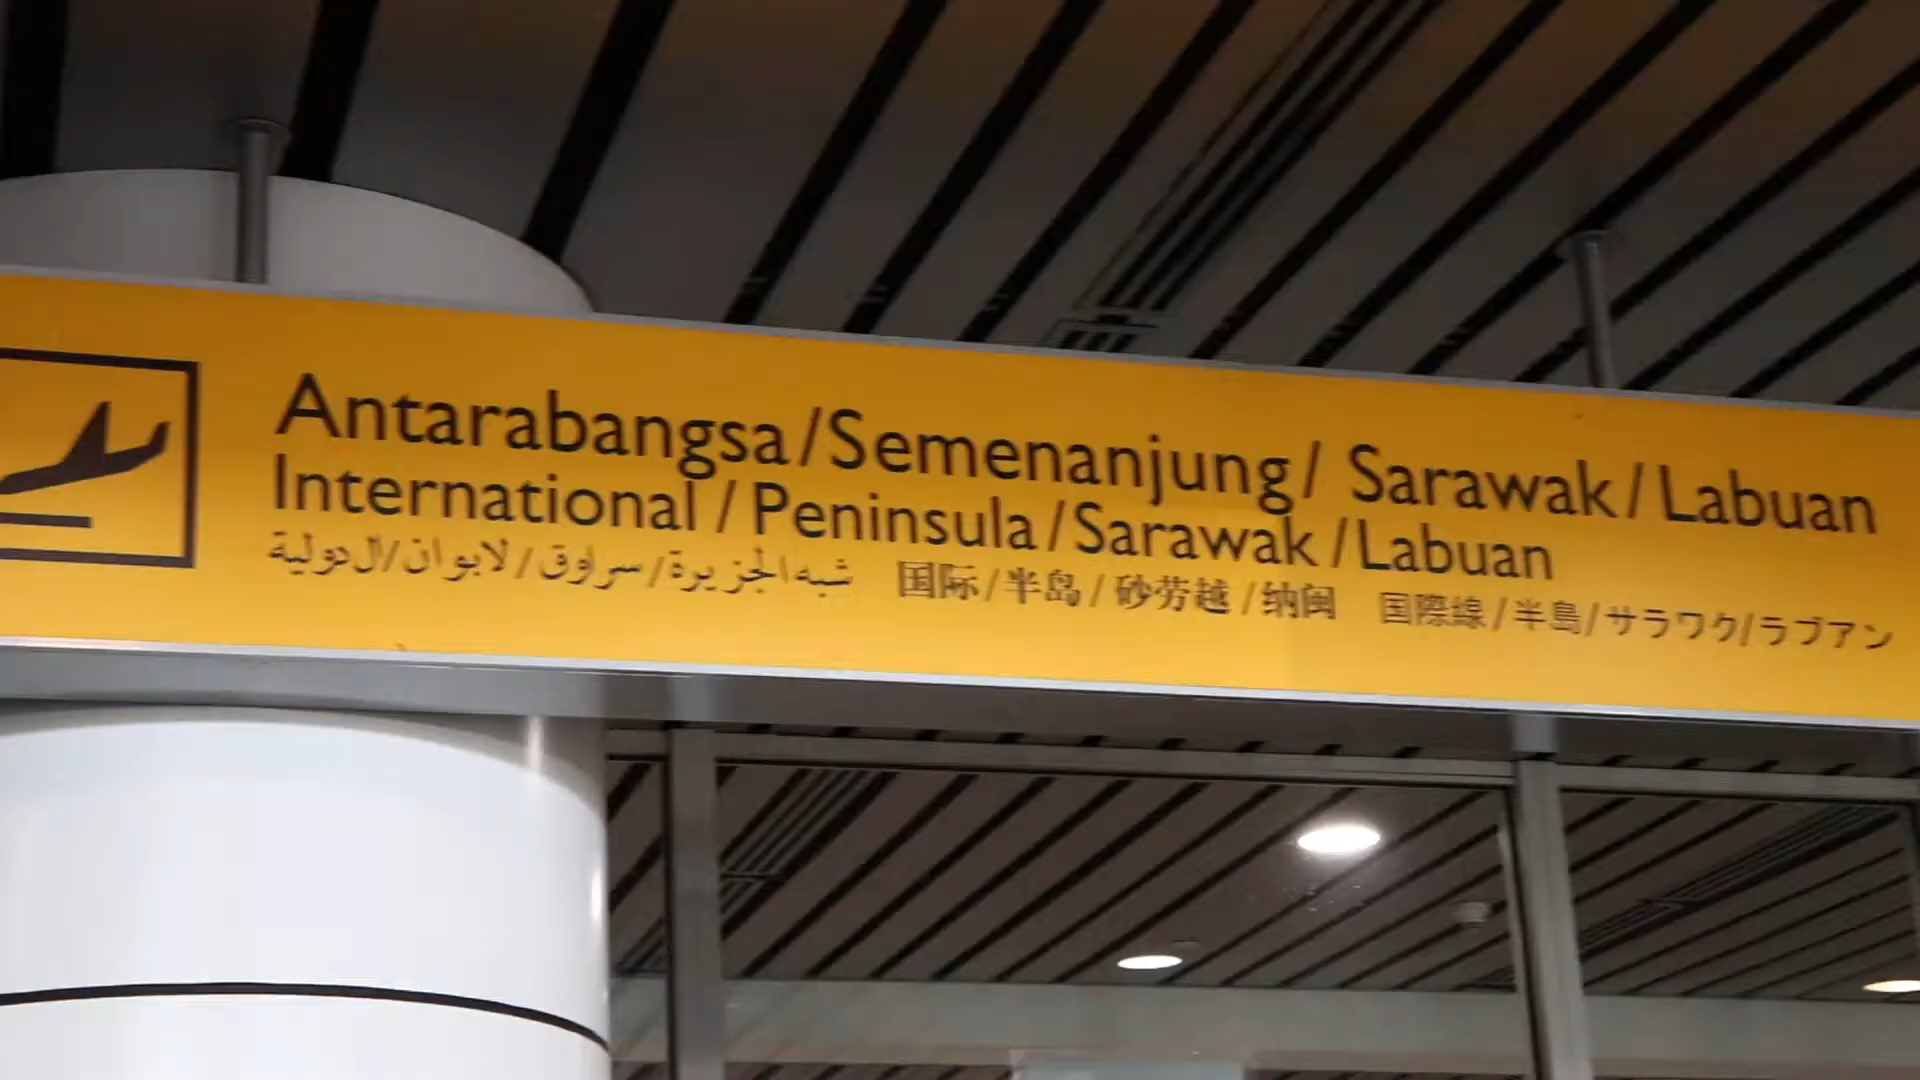 Antarabangsa/Semenanjung/ Sarawak/Labuan
International/Peninsula/Sarawak/Labuan
شبه الجزيرة/سراوق/لابوان/الدولية 国际/半岛/砂劳越/纳闽 国際線/半島/サラワク/ラブアン